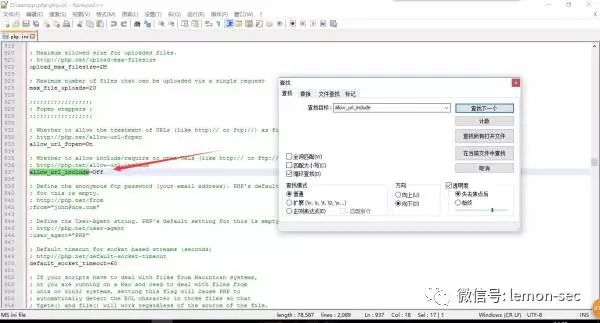 D:\xampp\php\php.ini - Notepad++
文件(F) 编辑(E) 搜索(S) 视图(V) 格式(M) 语言(L) 设置(T) 宏(O) 运行(R) 插件(P) 窗口(W) ?
php.ini
; Maximum allowed size for uploaded files.
; http://php.net/upload-max-filesize
upload_max_filesize=2M
; Maximum number of files that can be uploaded via a single request
max_file_uploads=20
;;;;;;;;;;;;;;;;;;
; Fopen wrappers ;
;;;;;;;;;;;;;;;;;;
; Whether to allow the treatment of URLs (like http:// or ftp://) as fi
; http://php.net/allow-url-fopen
allow_url_fopen=On
; Whether to allow include/require to open URLs (like http:// or ftp://
; http://php.net/allow-url-include
937
allow_url_include=Off
; Define the anonymous ftp password (your email address). PHP's default
; for this is empty.
; http://php.net/from
;from="john@doe.com"
; Define the User-Agent string. PHP's default setting for this is empty
; http://php.net/user-agent
;user_agent="PHP"
; Default timeout for socket based streams (seconds)
; http://php.net/default-socket-timeout
default_socket_timeout=60
; If your scripts have to deal with files from Macintosh systems,
; or you are running on a Mac and need to deal with files from
; unix or win32 systems, setting this flag will cause PHP to
; automatically detect the EOL character in those files so that
; fgets() and file() will work regardless of the source of the file.
查找
查找 替换 文件查找 标记
查找目标: allow_url_include
查找下一个
计数
查找所有打开文件
在当前文件中查找
取消
全词匹配(W)
匹配大小写(C)
循环查找(D)
查找模式
普通
扩展 (\n, \r, \t, \0, \x...)
正则表达式(E) . 匹配新行
方向
向上(U)
向下(D)
透明度
失去焦点后
始终
MS ini file length : 78,587 lines : 2,089 Ln : 937 Col : 18 Sel : 17 | 1 Windows (CR LF) UTF-8
微信号: lemon-sec